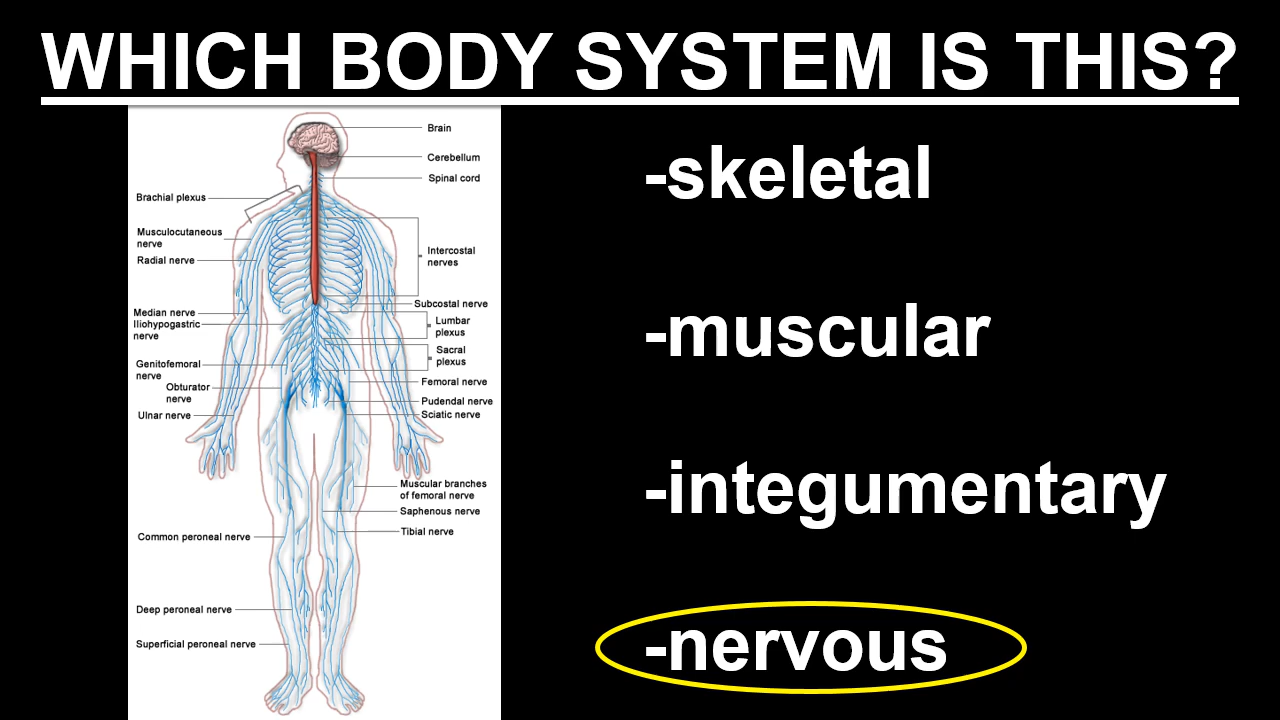 WHICH BODY SYSTEM IS THIS?
Brain
Cerebellum
Spinal cord
Brachial plexus
Musculocutaneous
nerve
Radial nerve
Intercostal
nerves
Subcostal nerve
Median nerve
Iliohypogastric
nerve
Lumbar
plexus
Sacral
plexus
Genitofemoral
nerve
Obturator
nerve
Femoral nerve
Pudendal nerve
Sciatic nerve
Ulnar nerve
Muscular branches
of femoral nerve
Saphenous nerve
Tibial nerve
Common peroneal nerve
Deep peroneal nerve
Superficial peroneal nerve
-skeletal
-muscular
-integumentary
-nervous